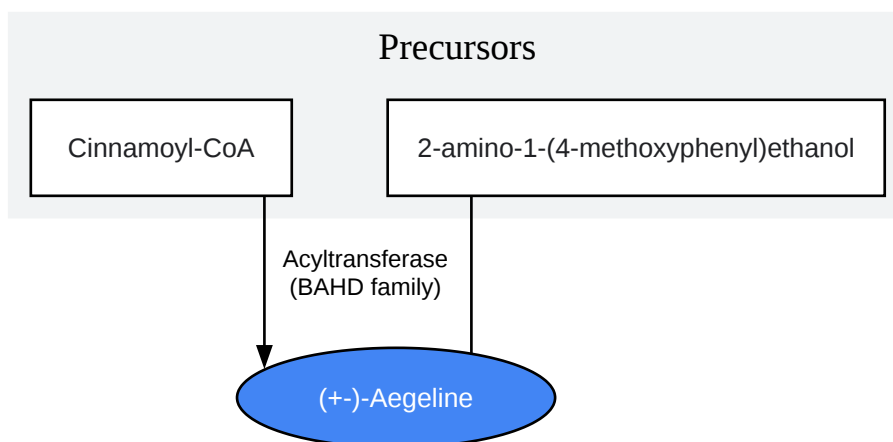 Precursors
Cinnamoyl-CoA
2-amino-1-(4-methoxyphenyl)ethanol
Acyltransferase
(BAHD family)
(+-)-Aegeline